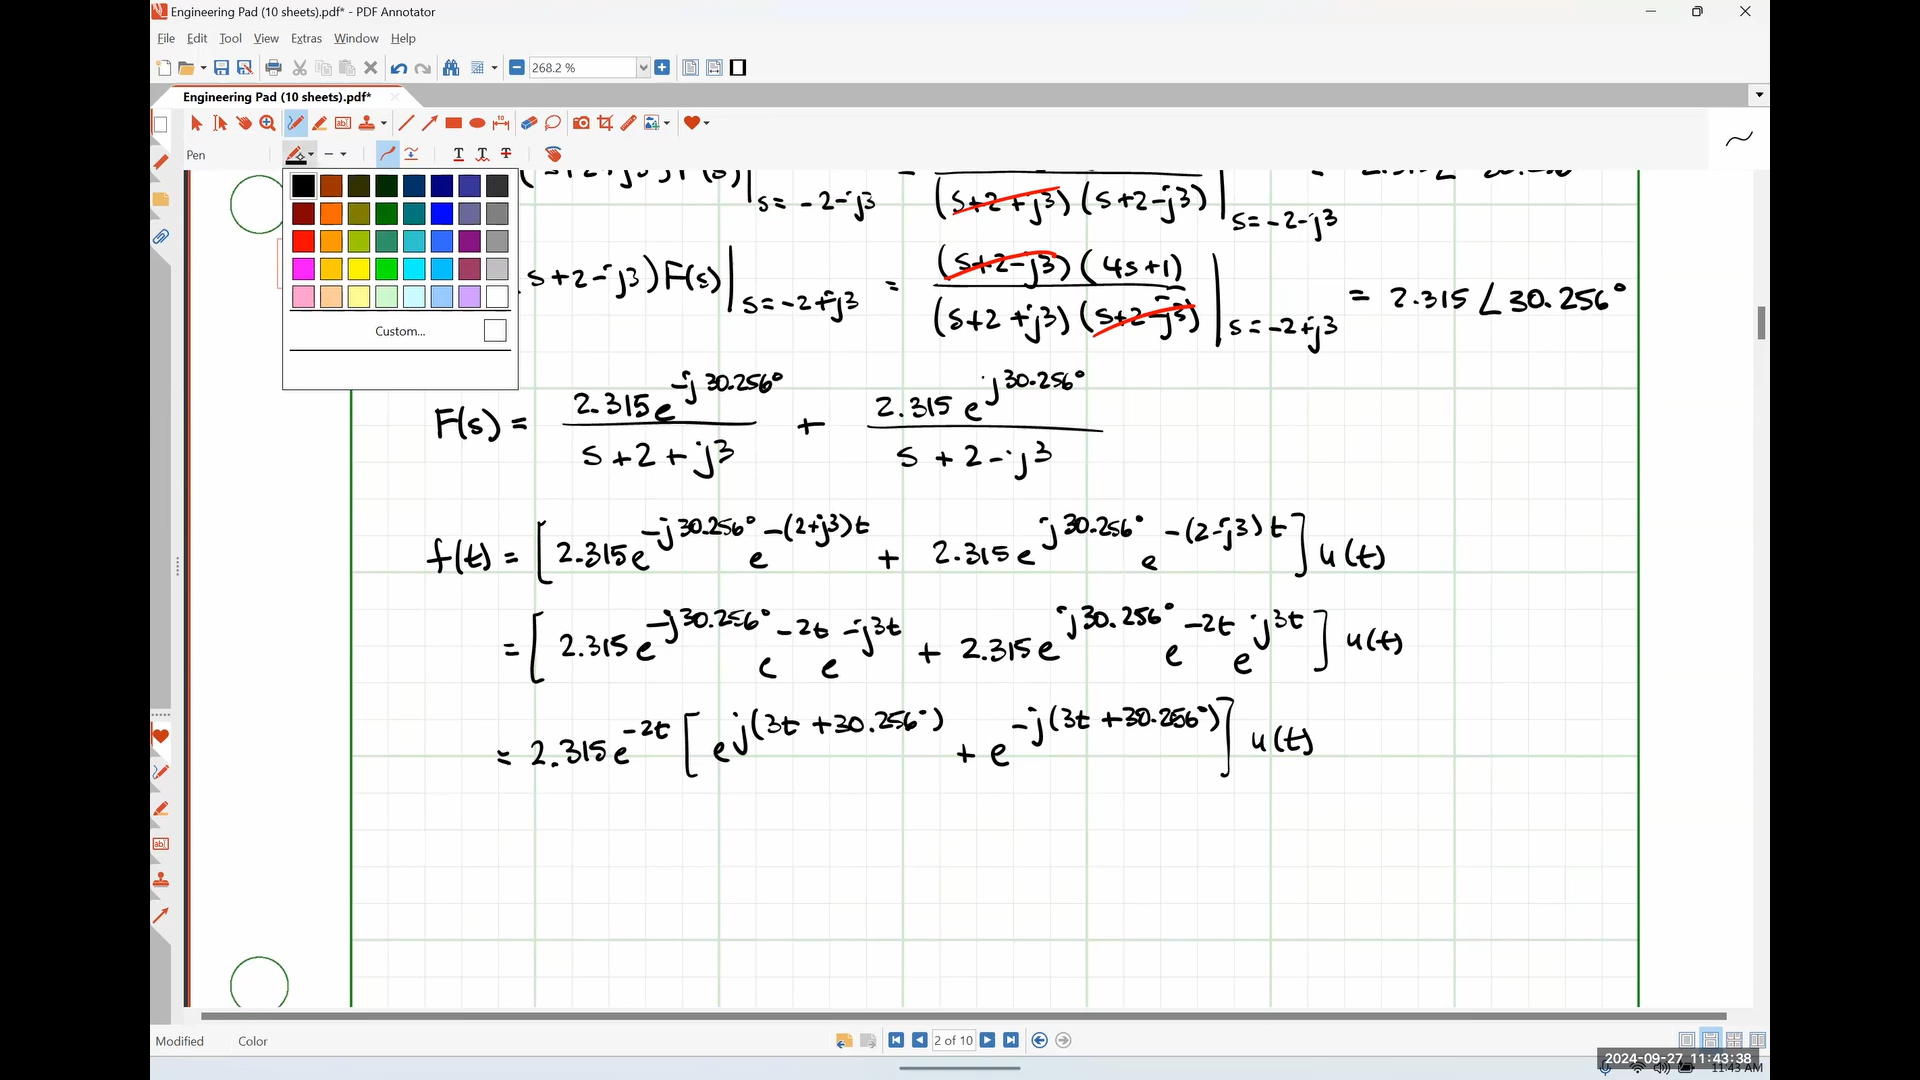 Engineering Pad (10 sheets).pdf* - PDF Annotator
File Edit Tool View Extras Window Help
268.2 %
Engineering Pad (10 sheets).pdf*
Pen
Custom...
s = -2-j3
(s+2+j3)(s+2-j3) | s = -2-j3
s+2-j3)F(s) | s = -2+j3 = (s+2-j3)(4s+1) / (s+2+j3)(s+2-j3) | s = -2+j3 = 2.315 ∠30.256°
F(s) = 2.315e^{-j30.256°} / (s+2+j3) + 2.315e^{j30.256°} / (s+2-j3)
f(t) = [2.315e^{-j30.256°} e^{-(2+j3)t} + 2.315e^{j30.256°} e^{-(2-j3)t}] u(t)
= [2.315e^{-j30.256°} e^{-2t} e^{-j3t} + 2.315e^{j30.256°} e^{-2t} e^{j3t}] u(t)
= 2.315e^{-2t} [e^{j(3t+30.256°)} + e^{-j(3t+30.256°)}] u(t)
Modified Color
2 of 10
2024-09-27 11:43:38
11:43 AM